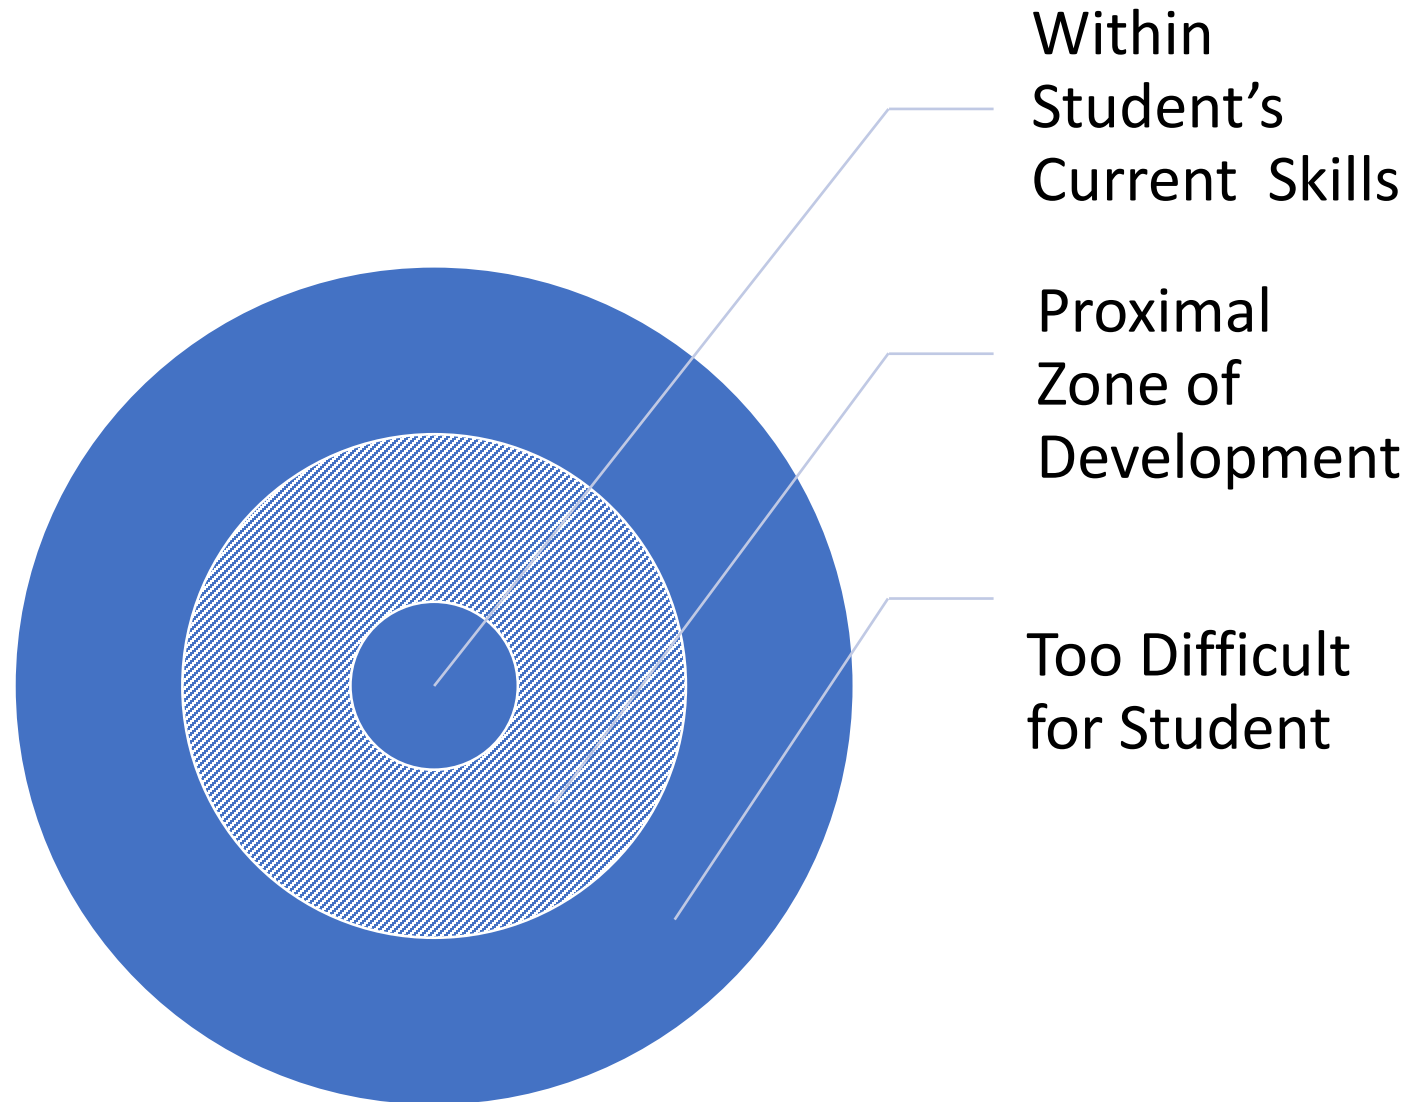 Within
Student’s
Current  Skills
Proximal
Zone of
Development
Too Difficult
for Student